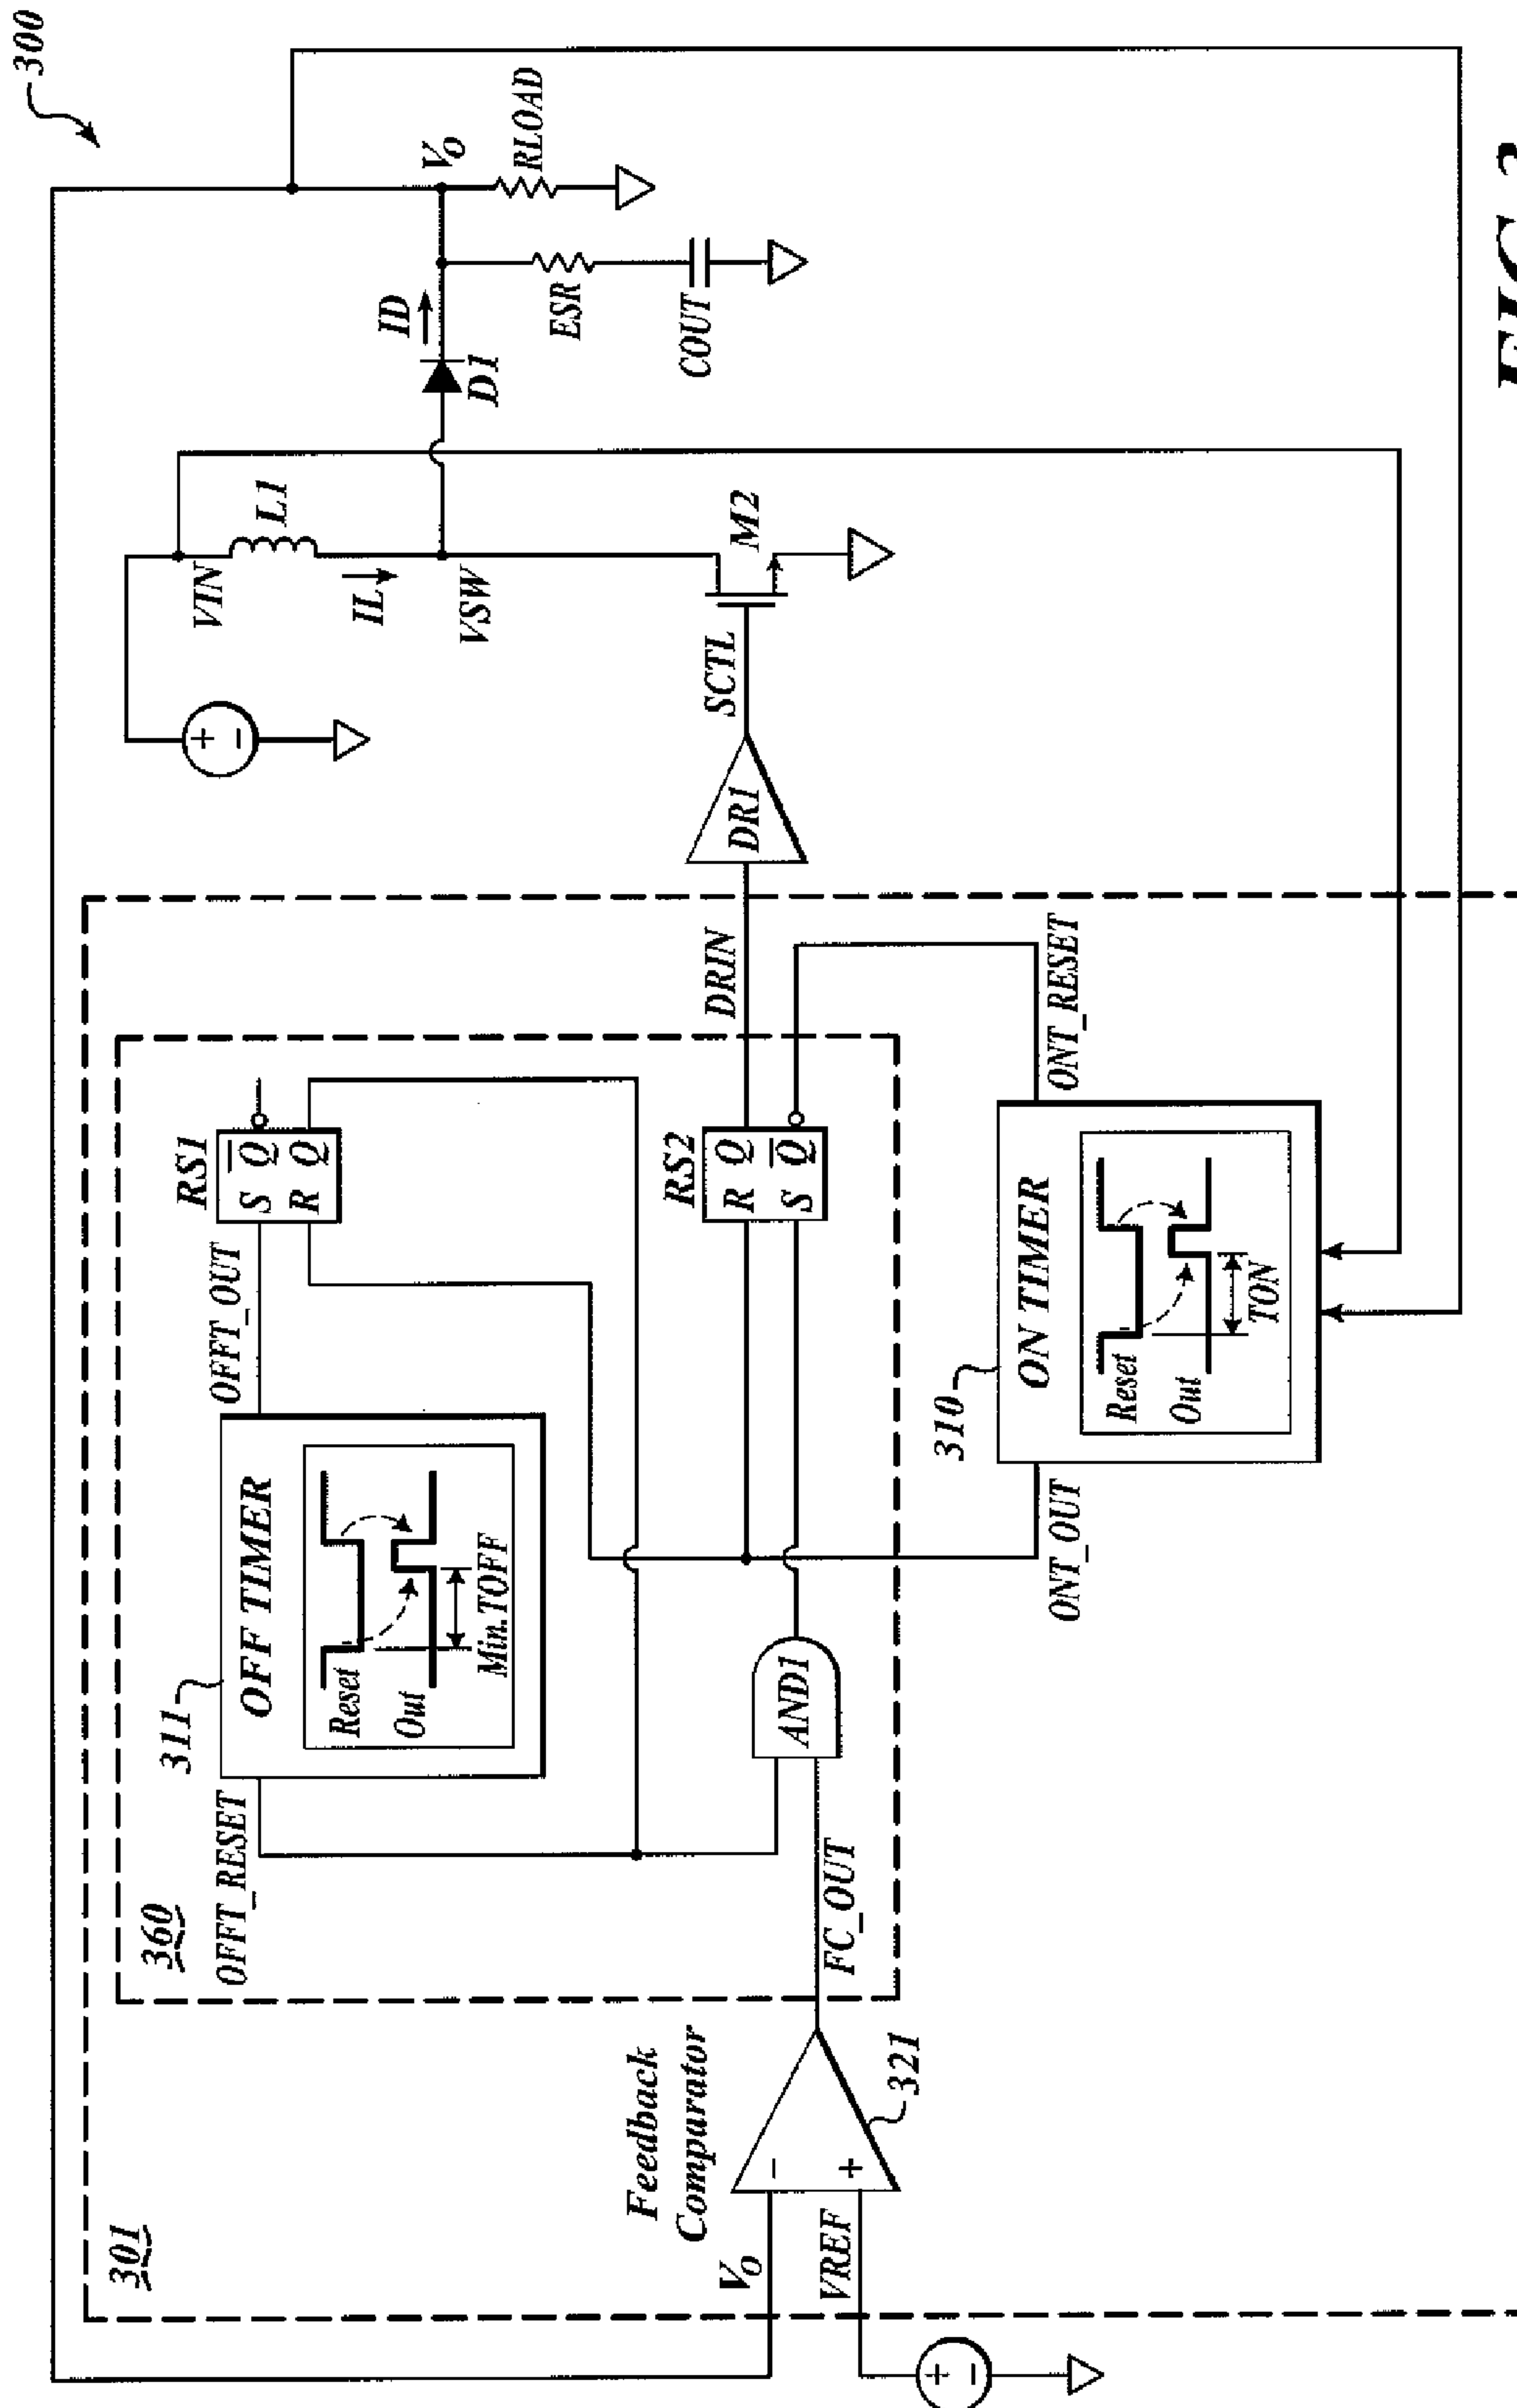 300
301
360
311
OFF TIMER
Reset
Out
Min.TOFF
OFFT_RESET
OFFT_OUT
RS1
S Q
R Q
VIN
L1
IL
VSW
ID
D1
Vo
RLOAD
ESR
COUT
M2
SCTL
DR1
DRIN
RS2
R Q
S Q
Feedback
Comparator
Vo
VREF
-
+
321
FC_OUT
AND1
310
ON TIMER
Reset
Out
TON
ONT_OUT
ONT_RESET
+
-
+
-